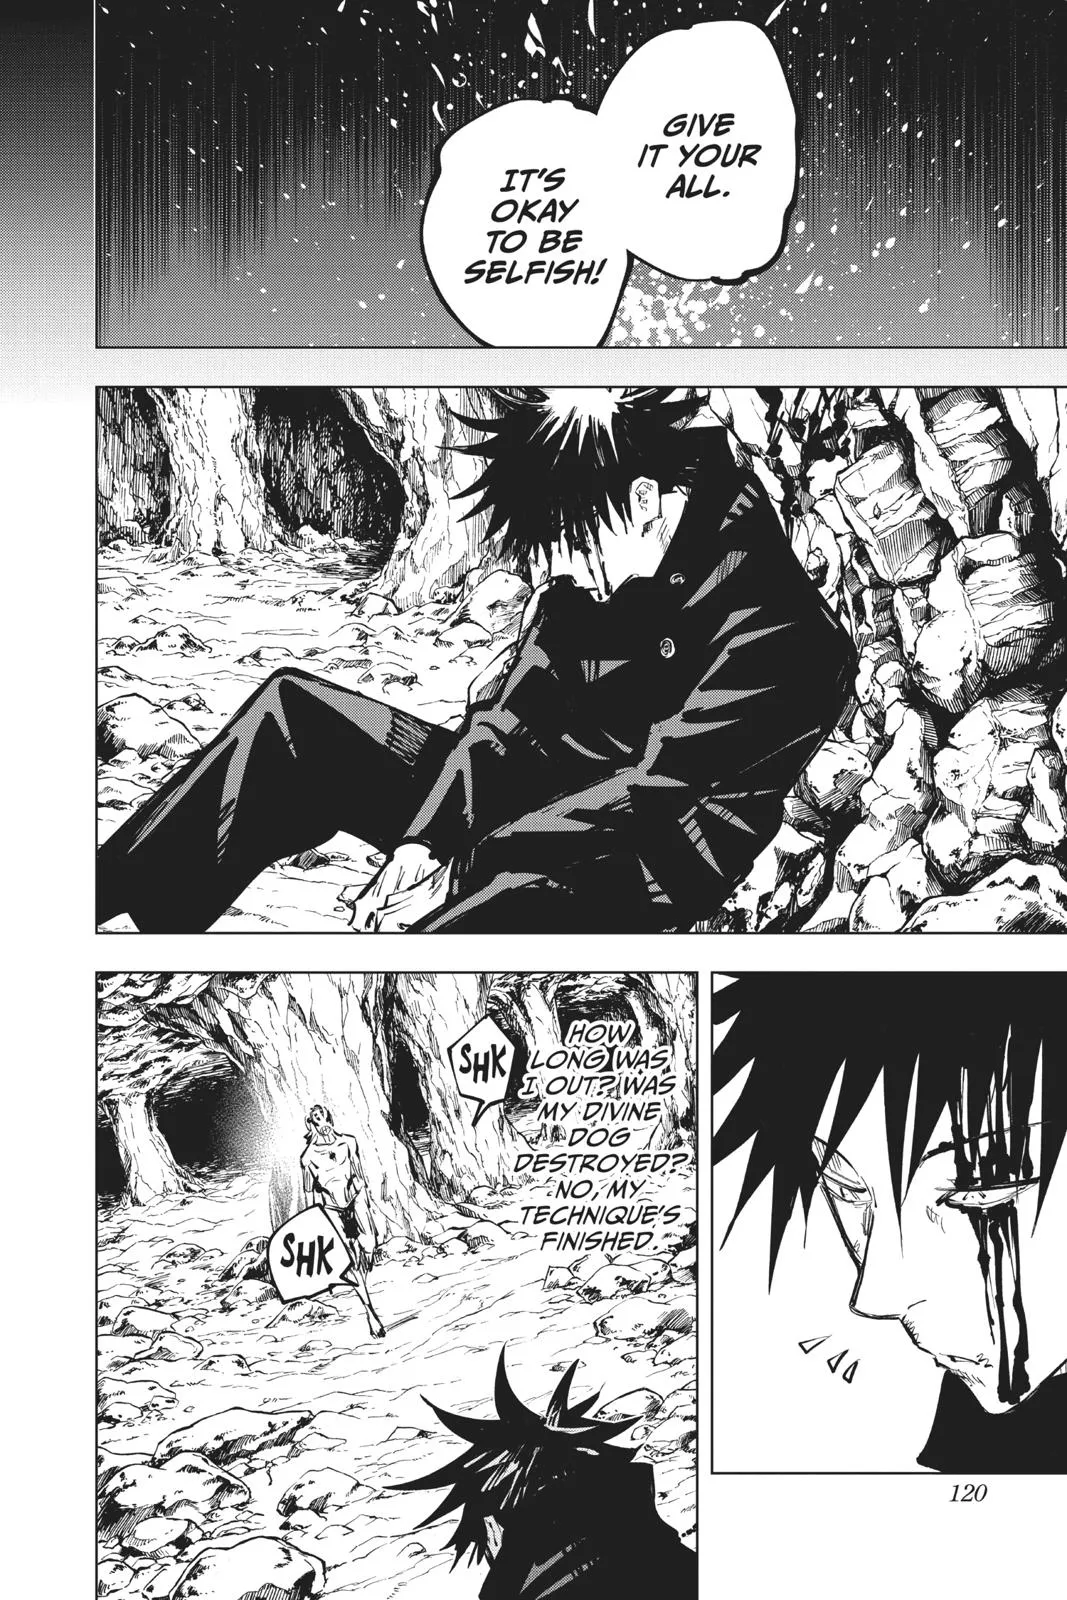 GIVE
IT YOUR
ALL.
IT'S
OKAY
TO BE
SELFISH!
HOW
LONG WAS
I OUT? WAS
MY DIVINE
DOG
DESTROYED?
NO, MY
TECHNIQUE'S
FINISHED.
SHK
SHK
120